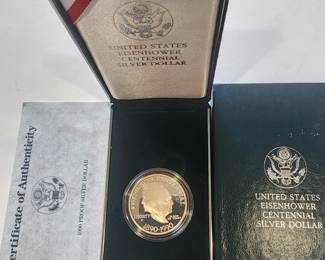 UNITED STATES
EISENHOWER
CENTENNIAL
SILVER DOLLAR
Certificate of Authenticity
1990 PROOF SILVER DOLLAR
LIBERTY
1890-1990
UNITED STATES
EISENHOWER
CENTENNIAL
SILVER DOLLAR